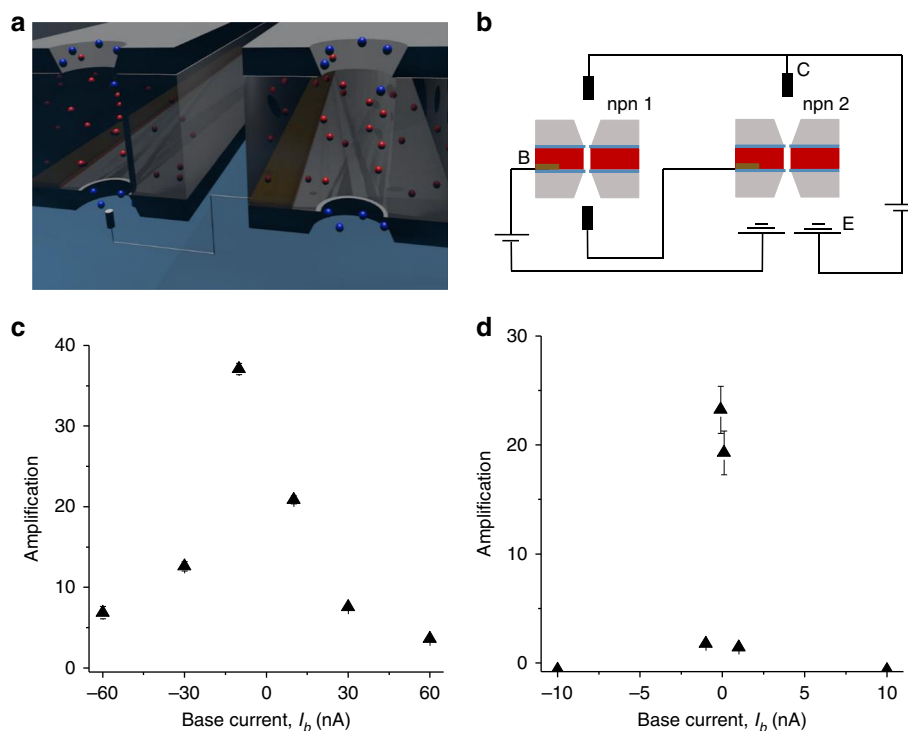 a
b
npn 1
C
npn 2
B
E
c
40
30
20
10
0
Amplification
−60
−30
0
30
60
Base current, I_b (nA)
d
30
20
10
0
Amplification
−10
−5
0
5
10
Base current, I_b (nA)